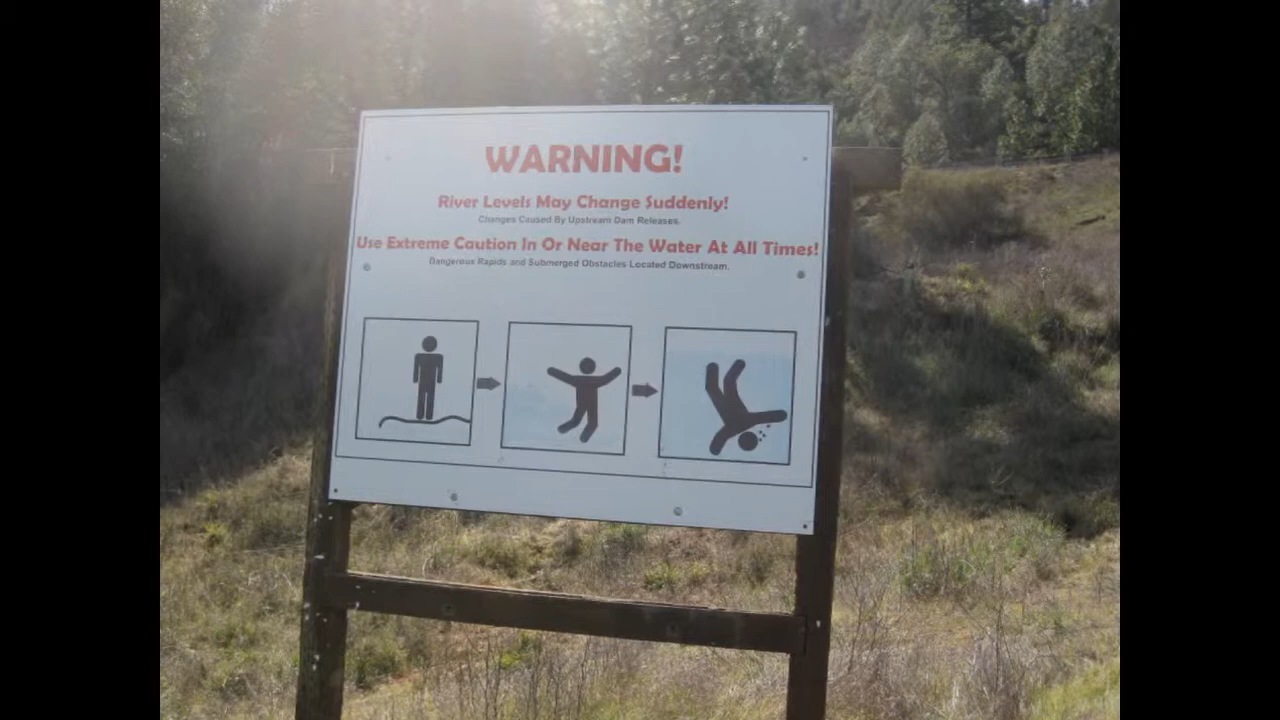 WARNING!
River Levels May Change Suddenly!
Changes Caused By Upstream Dam Releases.
Use Extreme Caution In Or Near The Water At All Times!
Dangerous Rapids and Submerged Obstacles Located Downstream.